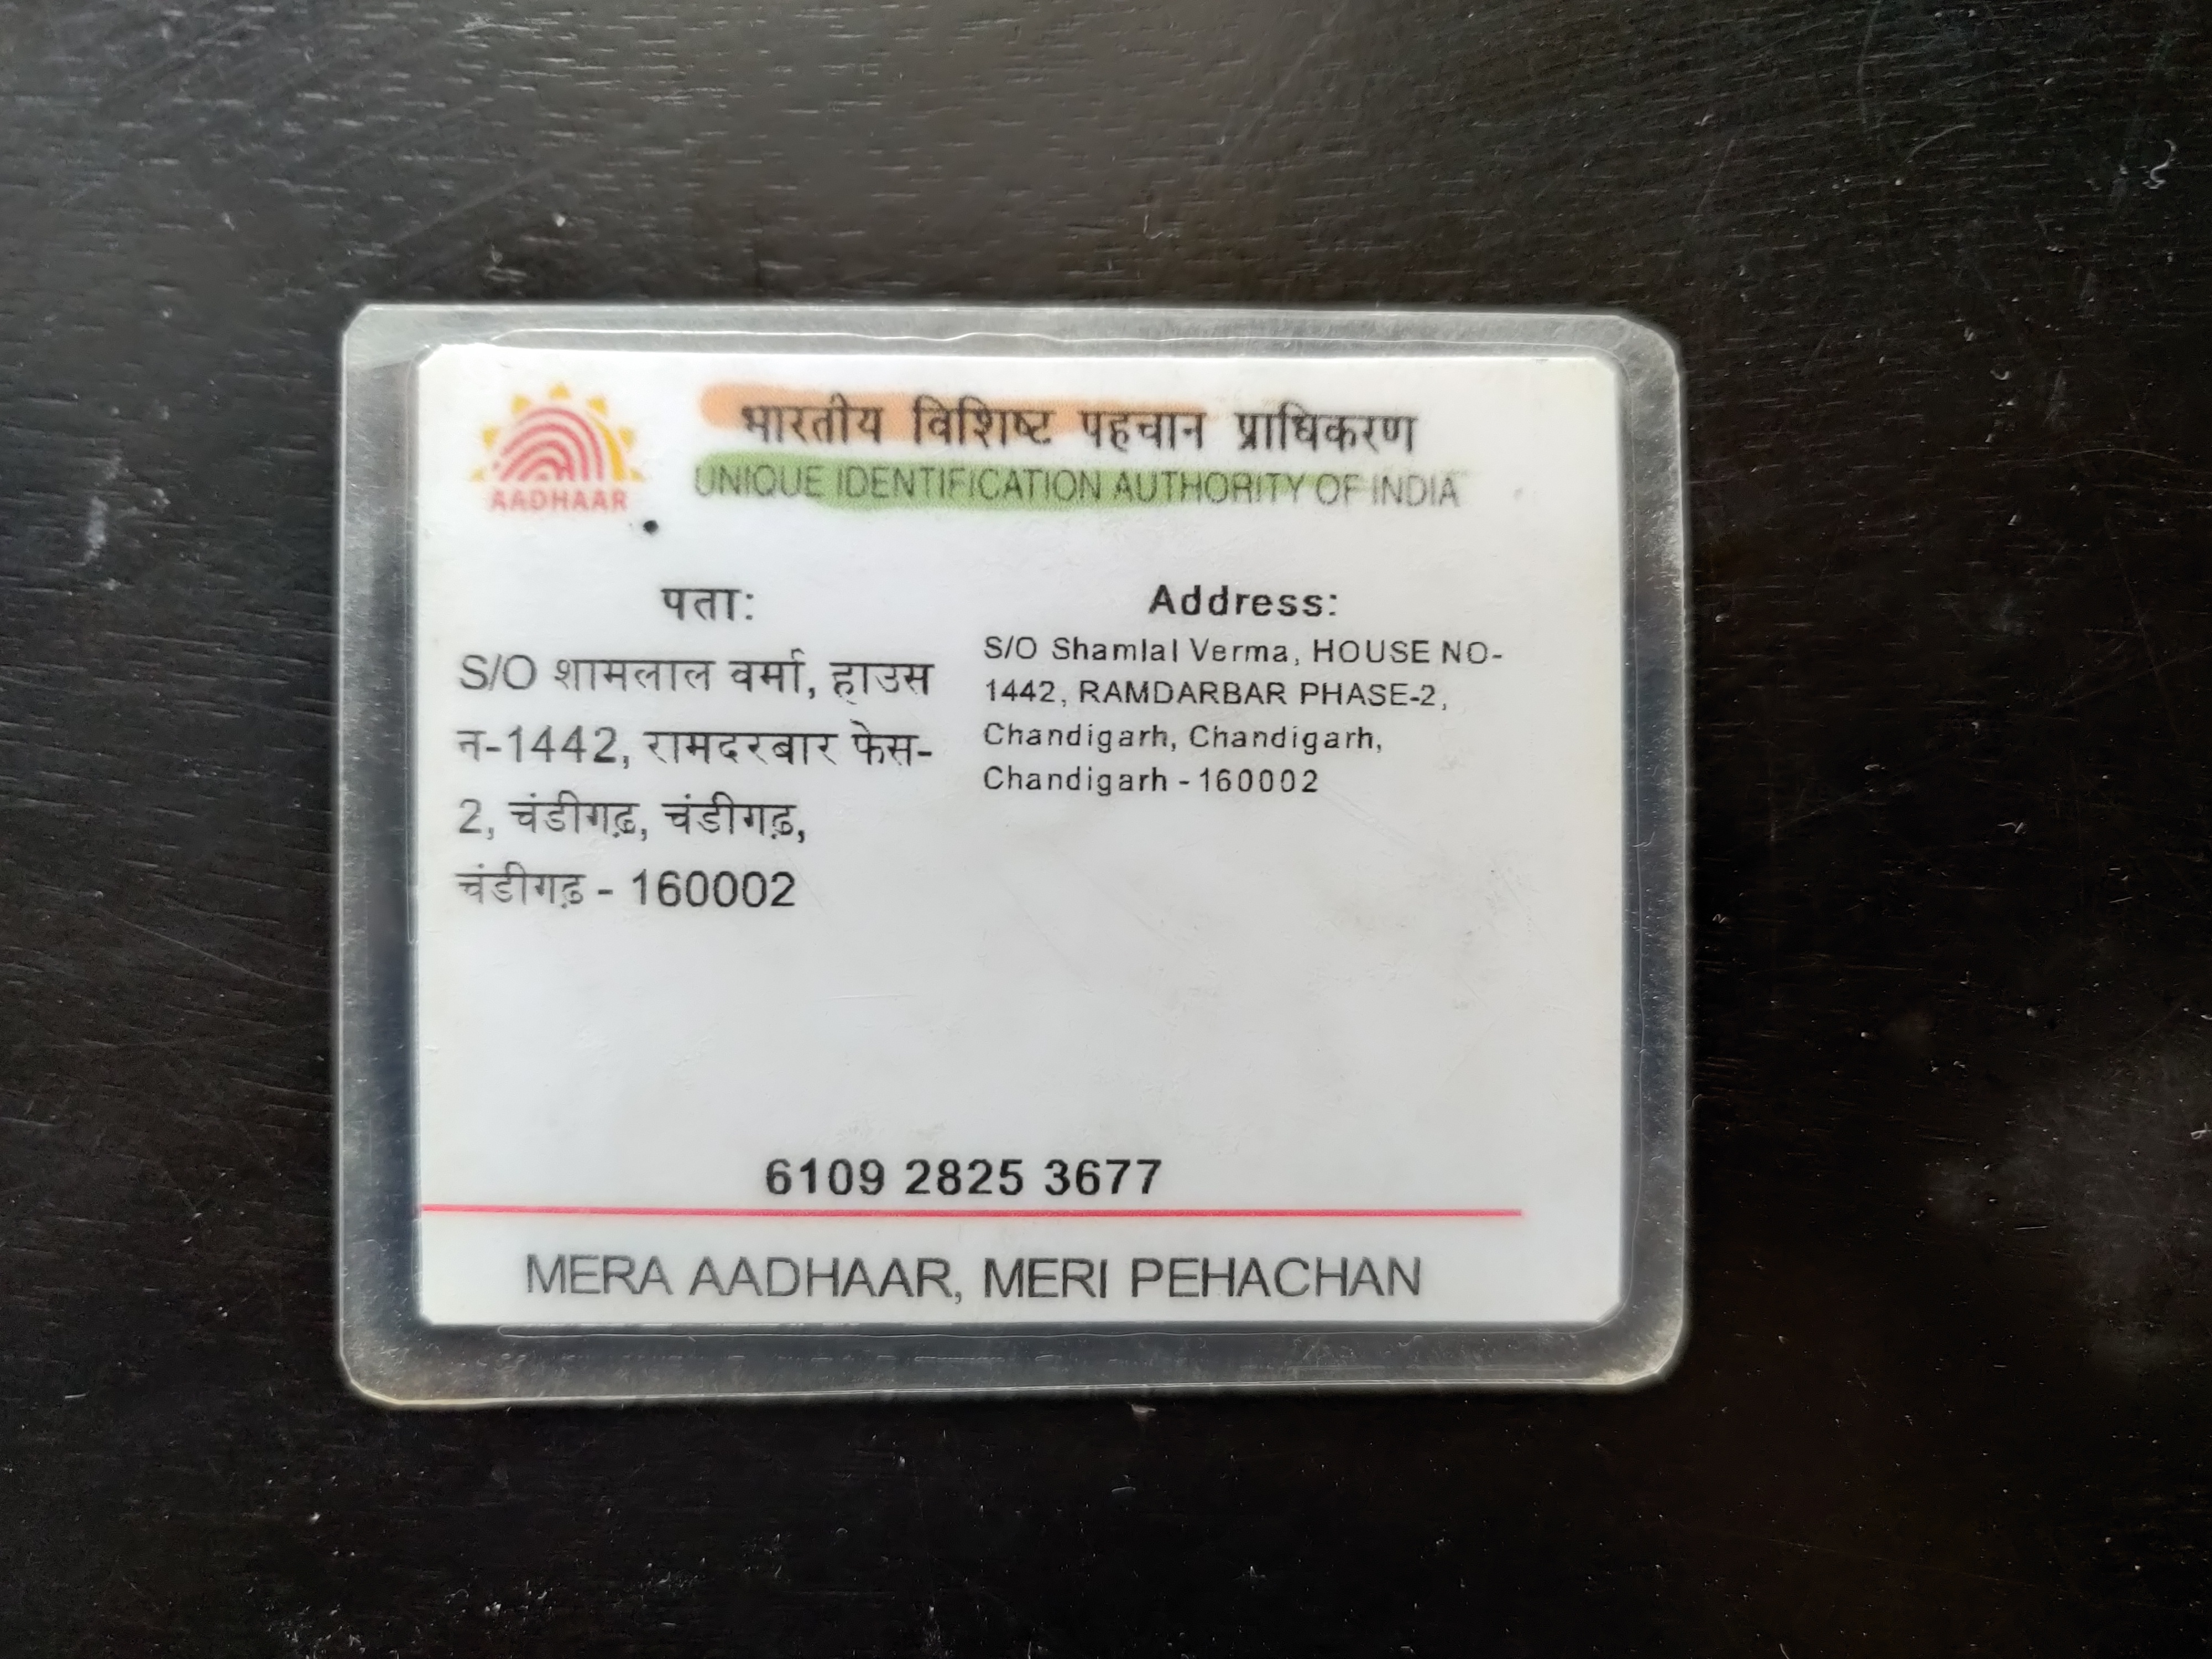 भारतीय विशिष्ट पहचान प्राधिकरण
UNIQUE IDENTIFICATION AUTHORITY OF INDIA
AADHAAR
पता:
S/O शामलाल वर्मा, हाउस
न-1442, रामदरबार फेस-
2, चंडीगढ़, चंडीगढ़,
चंडीगढ़ - 160002
Address:
S/O Shamlal Verma, HOUSE NO-
1442, RAMDARBAR PHASE-2,
Chandigarh, Chandigarh,
Chandigarh - 160002
6109 2825 3677
MERA AADHAAR, MERI PEHACHAN